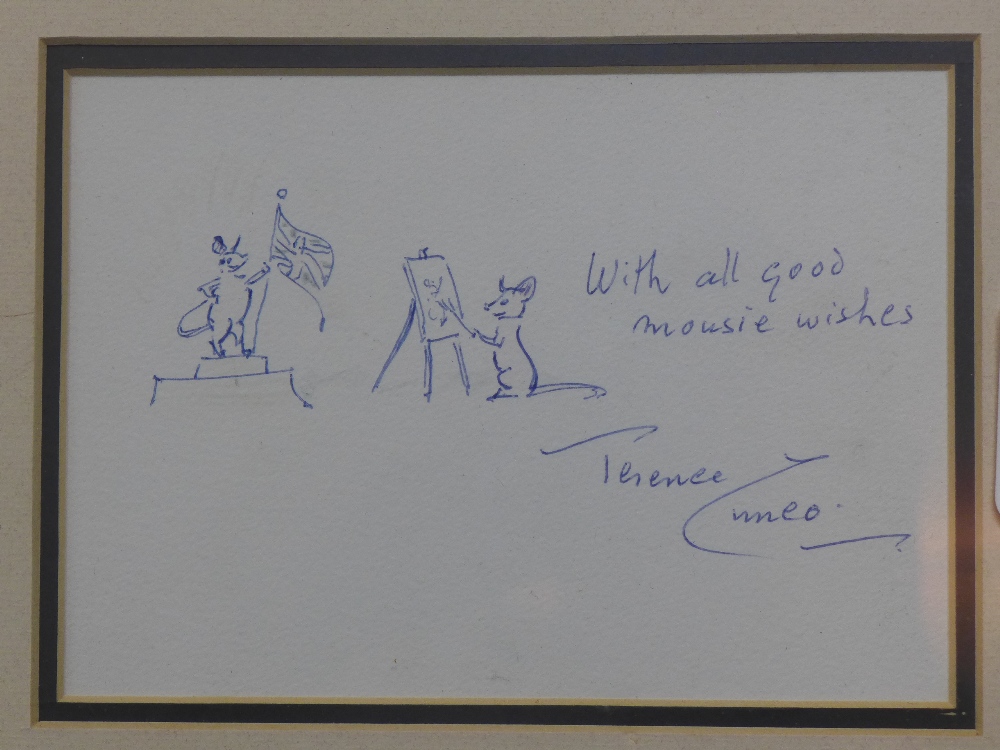 With all good
mousie wishes
Terence
Cuneo.